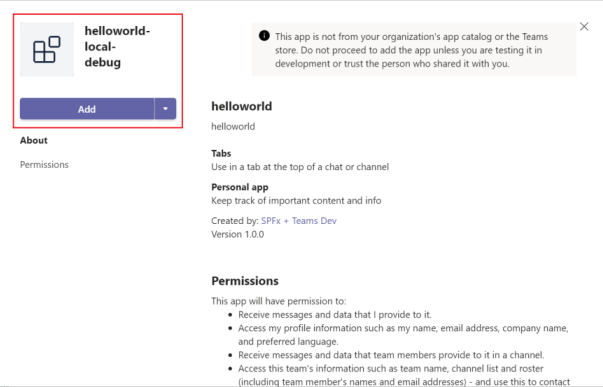 helloworld-
local-
debug
Add
About
Permissions
This app is not from your organization's app catalog or the Teams
store. Do not proceed to add the app unless you are testing it in
development or trust the person who shared it with you.
helloworld
helloworld
Tabs
Use in a tab at the top of a chat or channel
Personal app
Keep track of important content and info
Created by: SPFx + Teams Dev
Version 1.0.0
Permissions
This app will have permission to:
• Receive messages and data that I provide to it.
• Access my profile information such as my name, email address, company name,
and preferred language.
• Receive messages and data that team members provide to it in a channel.
• Access this team's information such as team name, channel list and roster
(including team member's names and email addresses) - and use this to contact